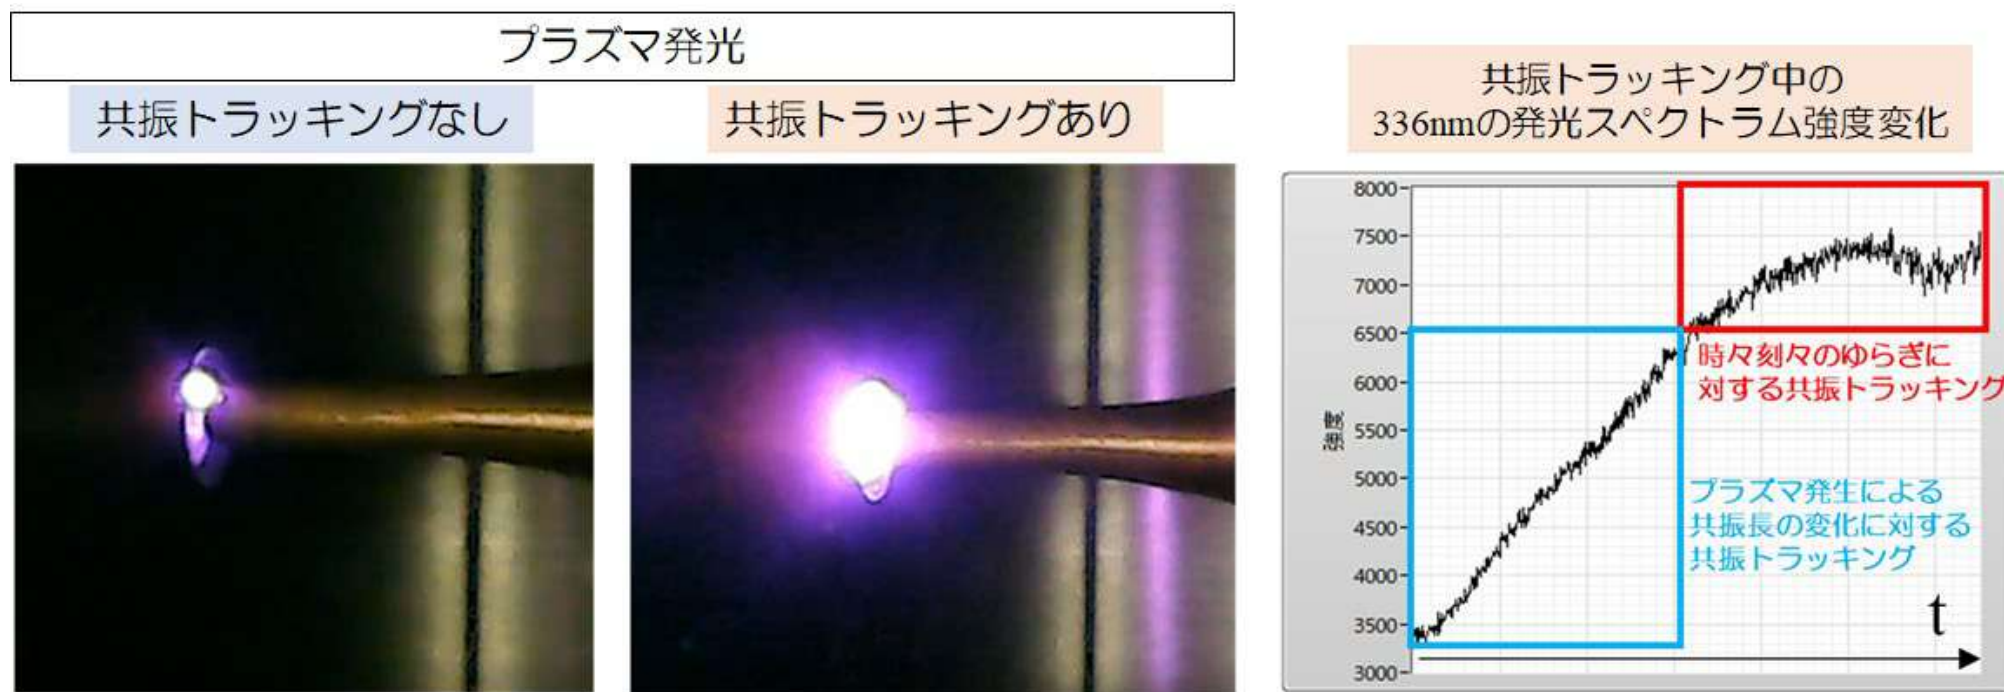 プラズマ発光
共振トラッキングなし
共振トラッキングあり
共振トラッキング中の
336nmの発光スペクトラム強度変化
8000
7500
7000
6500
6000
5500
5000
4500
4000
3500
3000
強度
時々刻々のゆらぎに
対する共振トラッキング
プラズマ発生による
共振長の変化に対する
共振トラッキング
t